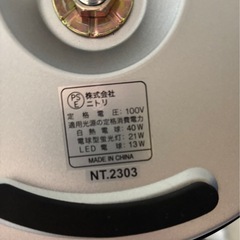 PS
E
株式会社
ニトリ
定格電圧：100V
適用光源の定格消費電力
白熱電球：40W
電球型蛍光灯：21W
LED電球：13W
MADE IN CHINA
NT.2303